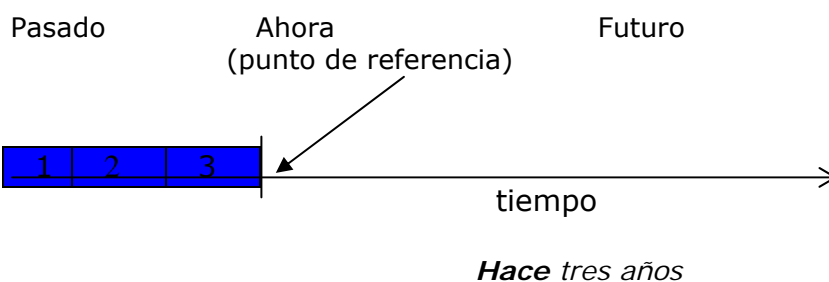 Pasado Ahora Futuro
(punto de referencia)
1 2 3
tiempo
Hace tres años